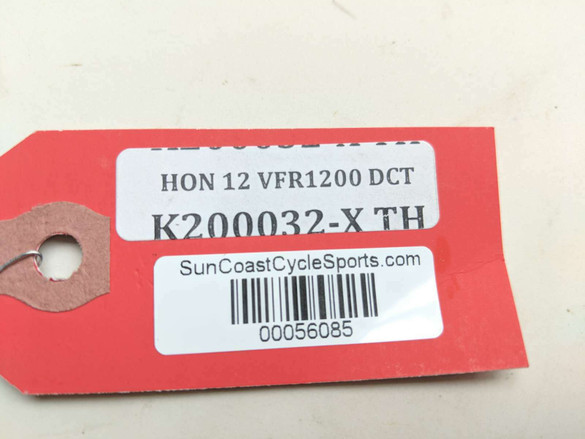 HON 12 VFR1200 DCT
K200032-X TH
SunCoastCycleSports.com
00056085